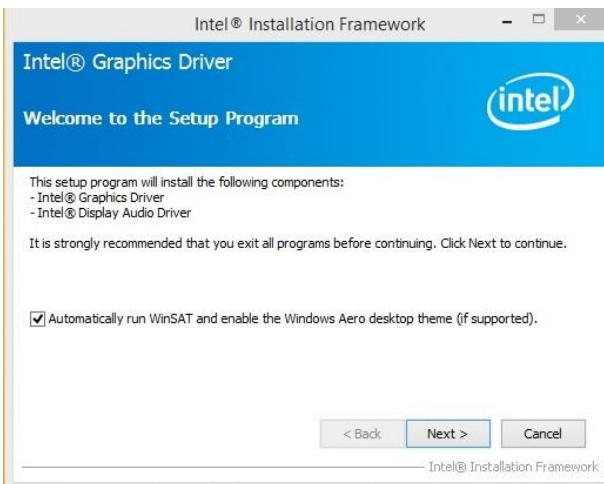 Intel® Installation Framework
Intel® Graphics Driver
Welcome to the Setup Program
intel
This setup program will install the following components:
- Intel® Graphics Driver
- Intel® Display Audio Driver
It is strongly recommended that you exit all programs before continuing. Click Next to continue.
Automatically run WinSAT and enable the Windows Aero desktop theme (if supported).
< Back Next > Cancel
Intel® Installation Framework